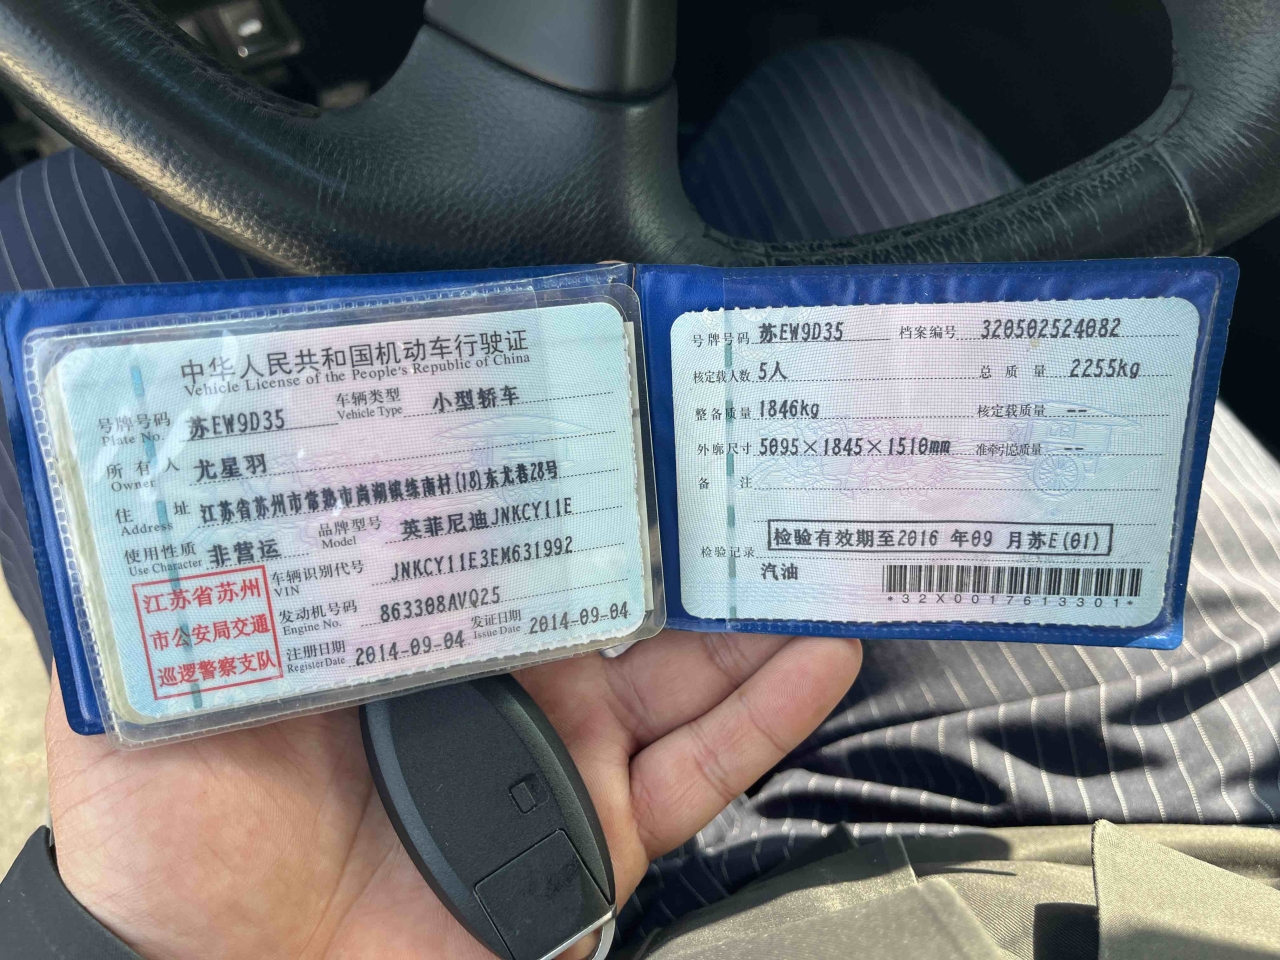 中华人民共和国机动车行驶证
Vehicle License of the People's Republic of China
号牌号码 Plate No. 苏EW9D35 车辆类型 Vehicle Type 小型轿车
所有人 Owner 尤星羽
住址 Address 江苏省苏州市常熟市尚湖镇练南村(18)东尤巷28号
使用性质 Use Character 非营运 品牌型号 Model 英菲尼迪JNKCY11E
车辆识别代号 VIN JNKCY11E3EM631992
发动机号码 Engine No. 863308AVQ25
注册日期 Register Date 2014-09-04 发证日期 Issue Date 2014-09-04
江苏省苏州
市公安局交通
巡逻警察支队
号牌号码 苏EW9D35 档案编号 320502524082
核定载人数 5人 总质量 2255kg
整备质量 1846kg 核定载质量 --
外廓尺寸 5095×1845×1510mm 准牵引总质量 --
备注
检验记录 检验有效期至2016 年09 月苏E(01)
汽油
*32X0017613301*